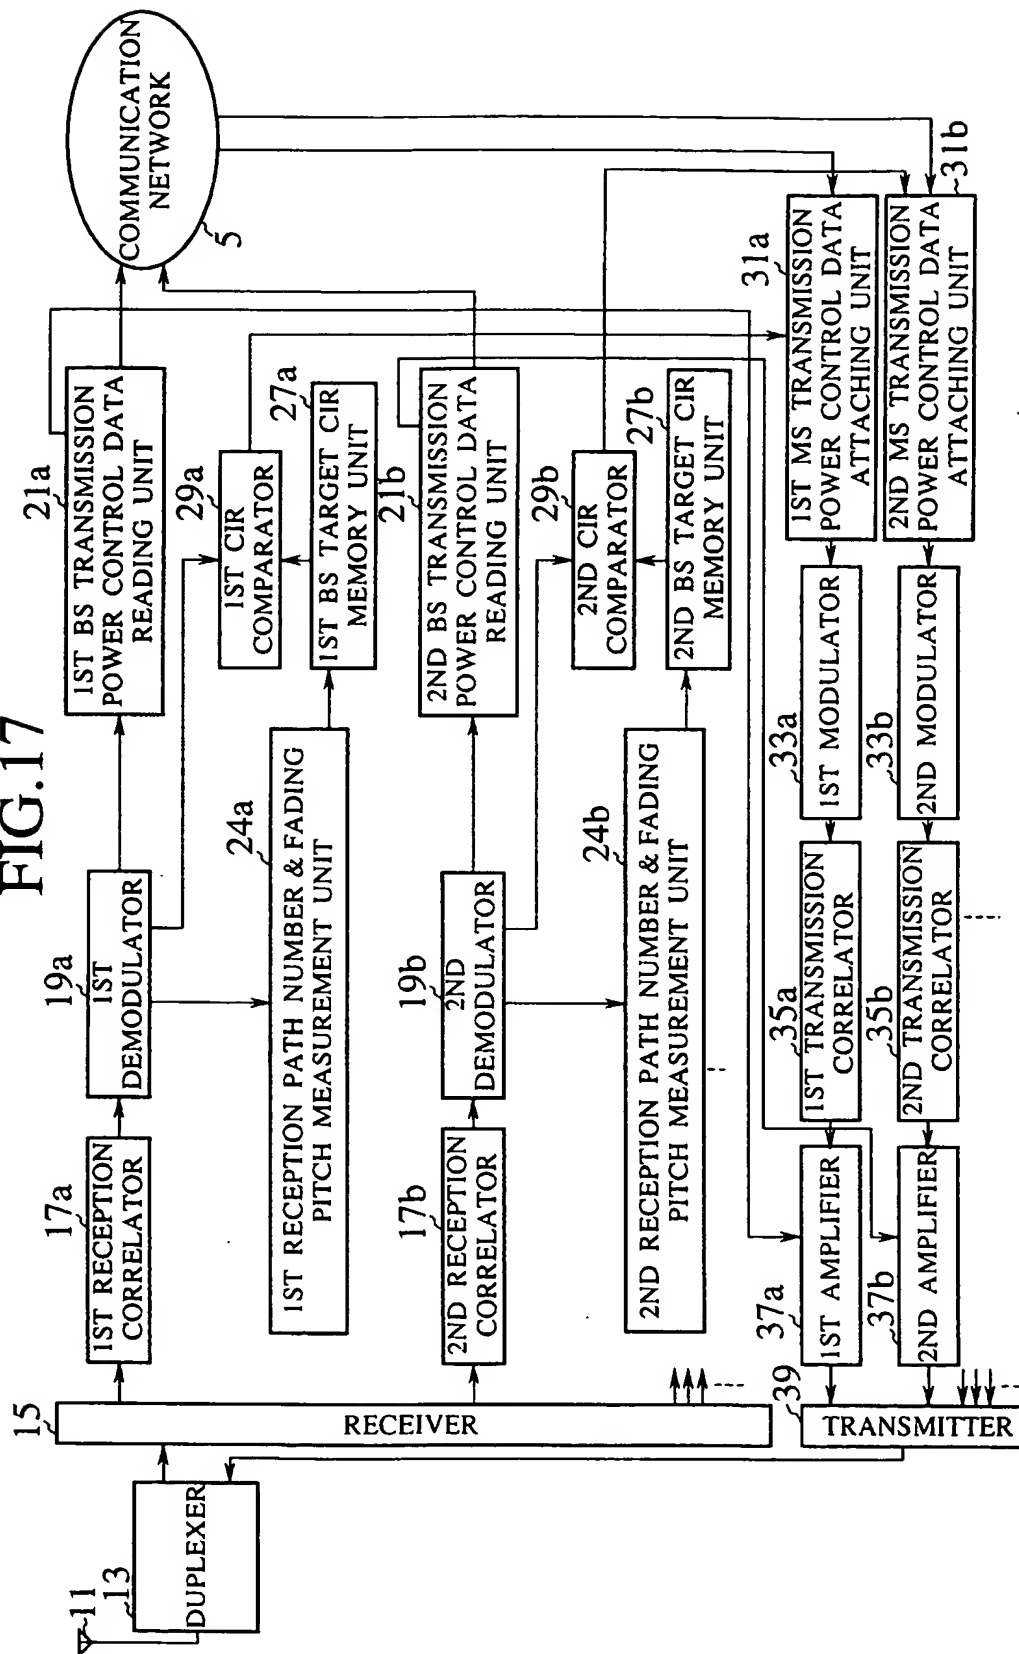 FIG.17
11
13
DUPLEXER
15
RECEIVER
17a
1ST RECEPTION
CORRELATOR
19a
1ST
DEMODULATOR
21a
1ST BS TRANSMISSION
POWER CONTROL DATA
READING UNIT
COMMUNICATION
NETWORK
5
24a
1ST RECEPTION PATH NUMBER & FADING
PITCH MEASUREMENT UNIT
29a
1ST CIR
COMPARATOR
27a
1ST BS TARGET CIR
MEMORY UNIT
17b
2ND RECEPTION
CORRELATOR
19b
2ND
DEMODULATOR
21b
2ND BS TRANSMISSION
POWER CONTROL DATA
READING UNIT
24b
2ND RECEPTION PATH NUMBER & FADING
PITCH MEASUREMENT UNIT
29b
2ND CIR
COMPARATOR
27b
2ND BS TARGET CIR
MEMORY UNIT
39
TRANSMITTER
37a
1ST AMPLIFIER
35a
1ST TRANSMISSION
CORRELATOR
33a
1ST MODULATOR
31a
1ST MS TRANSMISSION
POWER CONTROL DATA
ATTACHING UNIT
37b
2ND AMPLIFIER
35b
2ND TRANSMISSION
CORRELATOR
33b
2ND MODULATOR
31b
2ND MS TRANSMISSION
POWER CONTROL DATA
ATTACHING UNIT